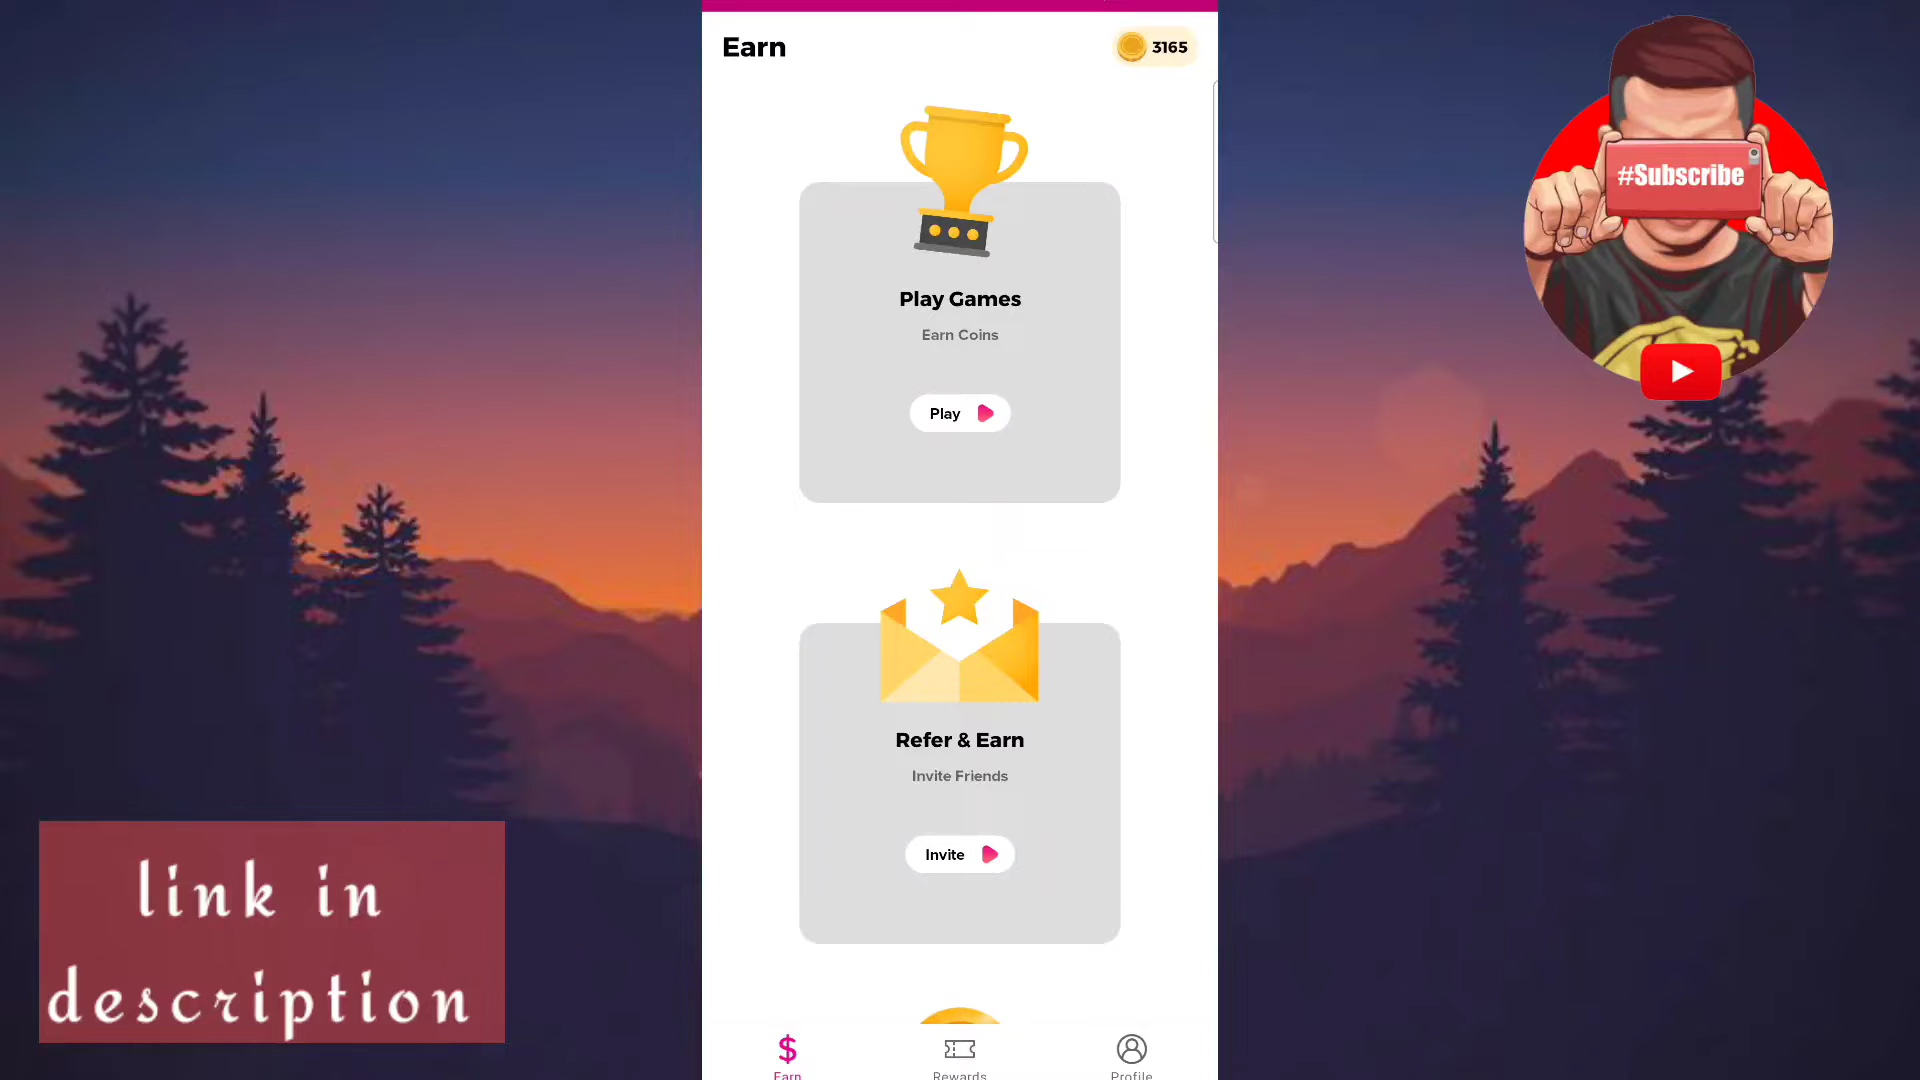 Earn
3165
#Subscribe
Play Games
Earn Coins
Play
Refer & Earn
Invite Friends
Invite
link in
description
Earn
Rewards
Profile